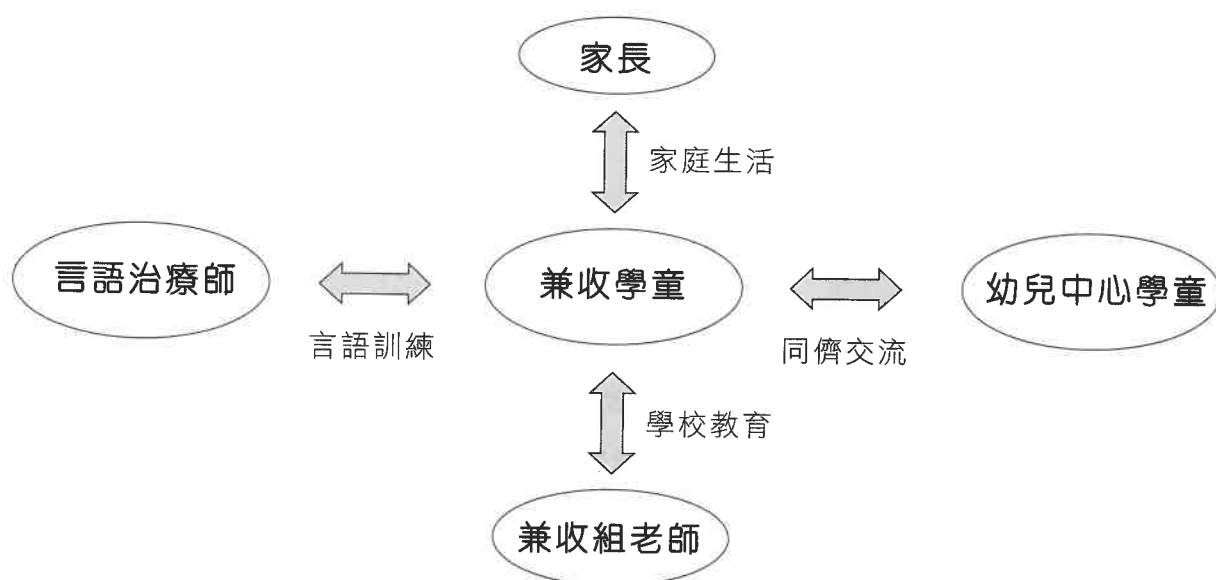 家長
家庭生活
言語治療師
兼收學童
幼兒中心學童
言語訓練
同儕交流
學校教育
兼收組老師